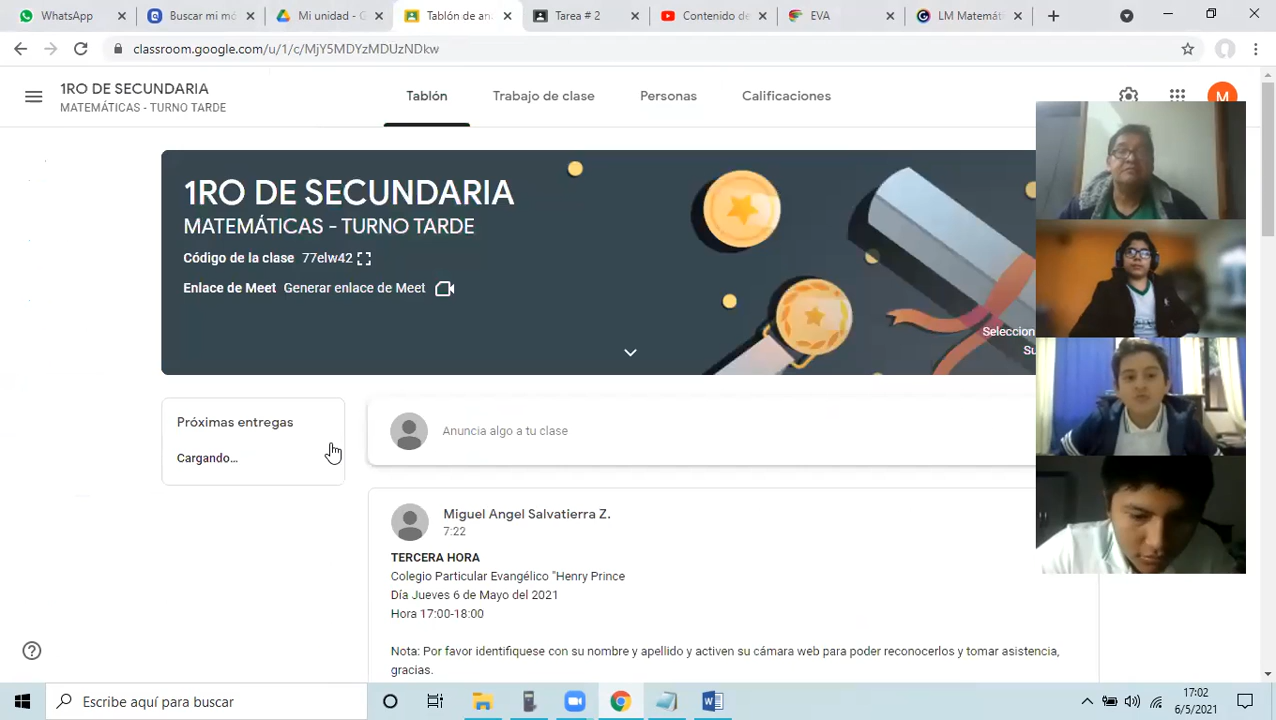 WhatsApp
Buscar mi mó
Mi unidad - G
Tablón de an
Tarea # 2
Contenido de
EVA
LM Matemáti
classroom.google.com/u/1/c/MjY5MDYzMDUzNDkw
1RO DE SECUNDARIA
MATEMÁTICAS - TURNO TARDE
Tablón
Trabajo de clase
Personas
Calificaciones
M
1RO DE SECUNDARIA
MATEMÁTICAS - TURNO TARDE
Código de la clase 77elw42
Enlace de Meet Generar enlace de Meet
Seleccion
Su
Próximas entregas
Cargando...
Anuncia algo a tu clase
Miguel Angel Salvatierra Z.
7:22
TERCERA HORA
Colegio Particular Evangélico "Henry Prince
Día Jueves 6 de Mayo del 2021
Hora 17:00-18:00
Nota: Por favor identifiquese con su nombre y apellido y activen su cámara web para poder reconocerlos y tomar asistencia,
gracias.
Escribe aquí para buscar
17:02
6/5/2021